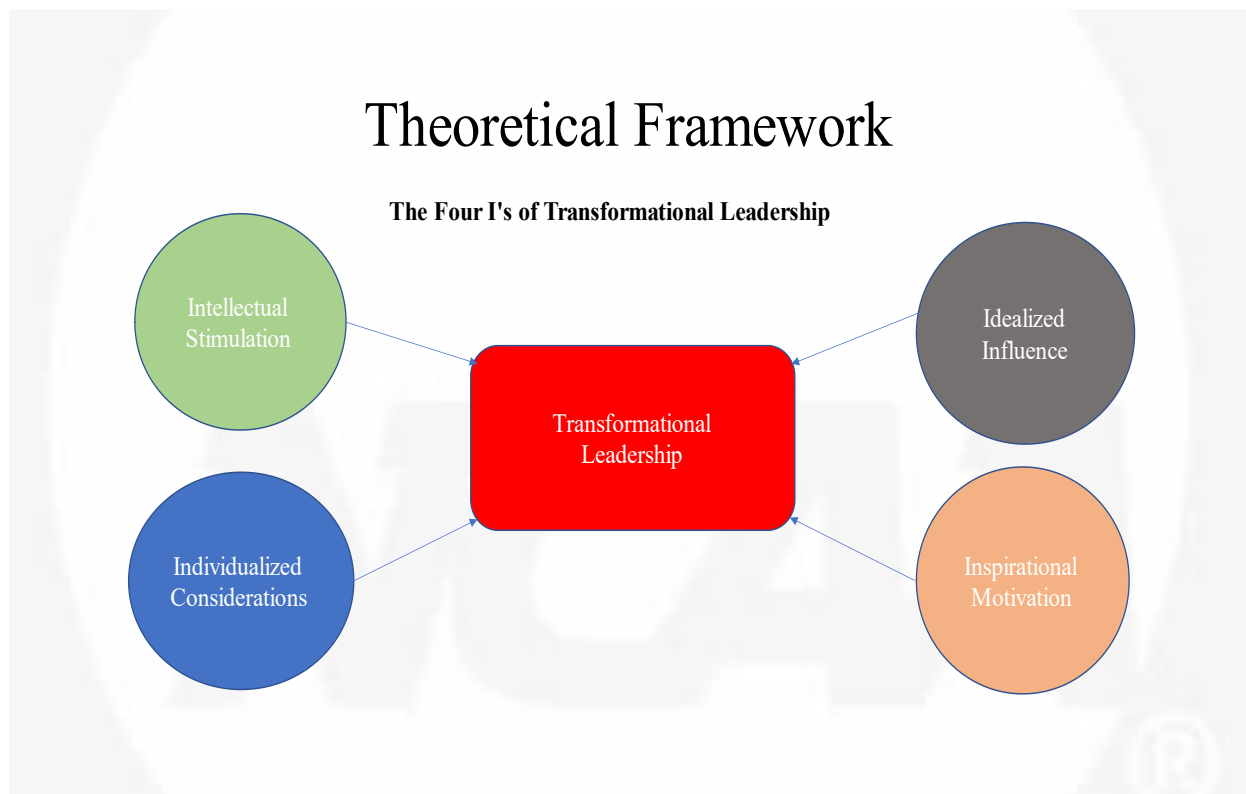 Theoretical Framework
The Four I's of Transformational Leadership
Intellectual
Stimulation
Idealized
Influence
Transformational
Leadership
Individualized
Considerations
Inspirational
Motivation
®